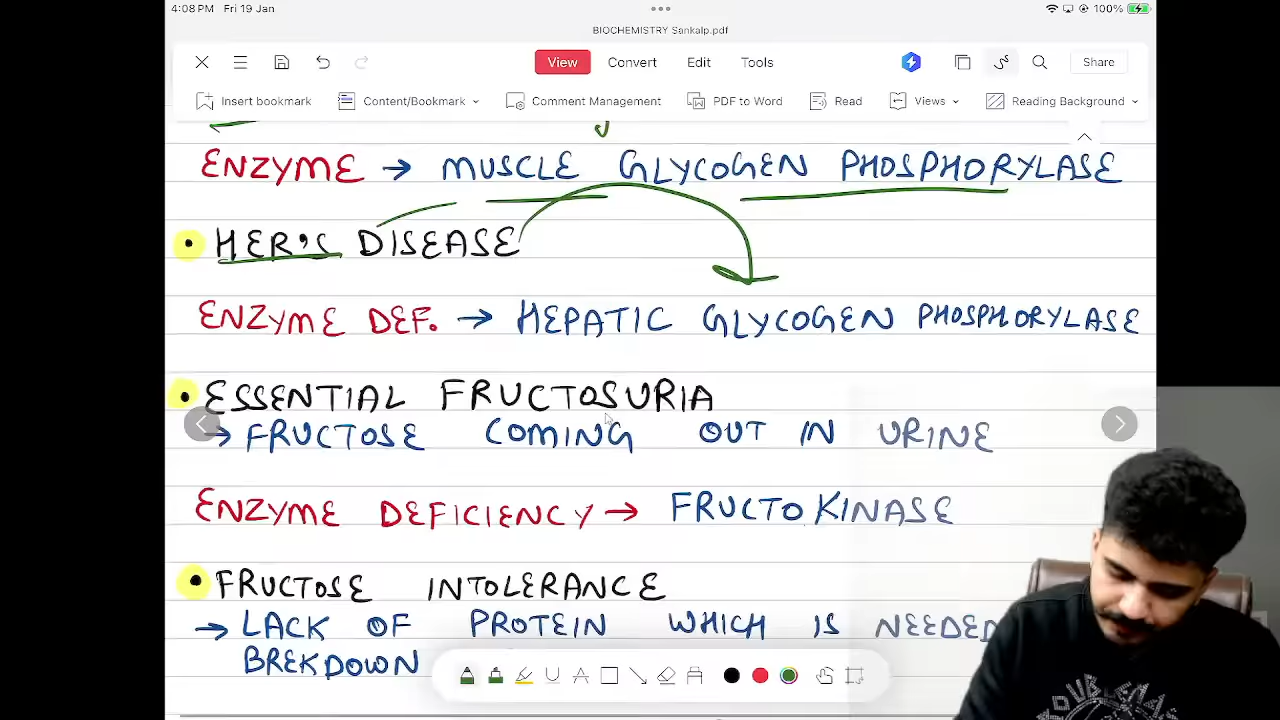 4:08 PM Fri 19 Jan
100%
BIOCHEMISTRY Sankalp.pdf
View Convert Edit Tools Share
Insert bookmark Content/Bookmark Comment Management PDF to Word Read Views Reading Background
ENZYME → MUSCLE GLYCOGEN PHOSPHORYLASE
• HER'S DISEASE
ENZYME DEF. → HEPATIC GLYCOGEN PHOSPHORYLASE
• ESSENTIAL FRUCTOSURIA
→ FRUCTOSE COMING OUT IN URINE
ENZYME DEFICIENCY → FRUCTOKINASE
• FRUCTOSE INTOLERANCE
→ LACK OF PROTEIN WHICH IS NEEDED
BREKDOWN